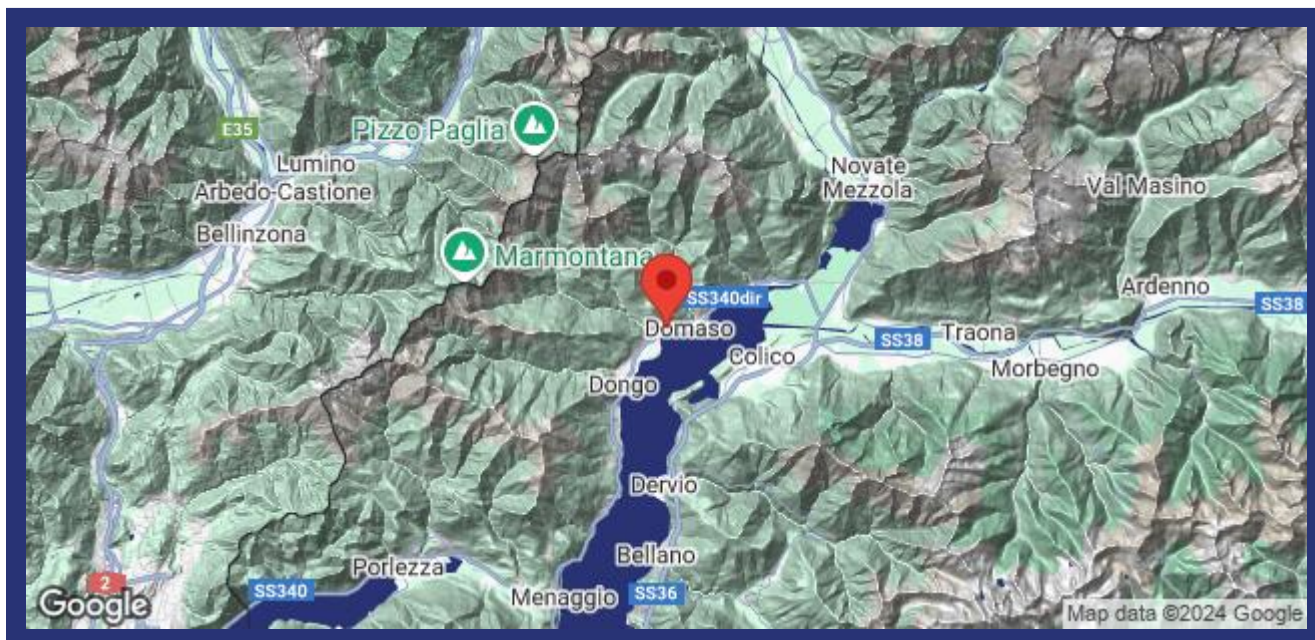 E35
Pizzo Paglia
Lumino
Arbedo-Castione
Bellinzona
Novate
Mezzola
Val Masino
Marmontana
SS340dir
Ardenno
SS38
Domaso
SS38
Traona
Colico
Morbegno
Dongo
Dervio
Bellano
Porlezza
2
SS340
Menaggio
SS36
Google
Map data ©2024 Google